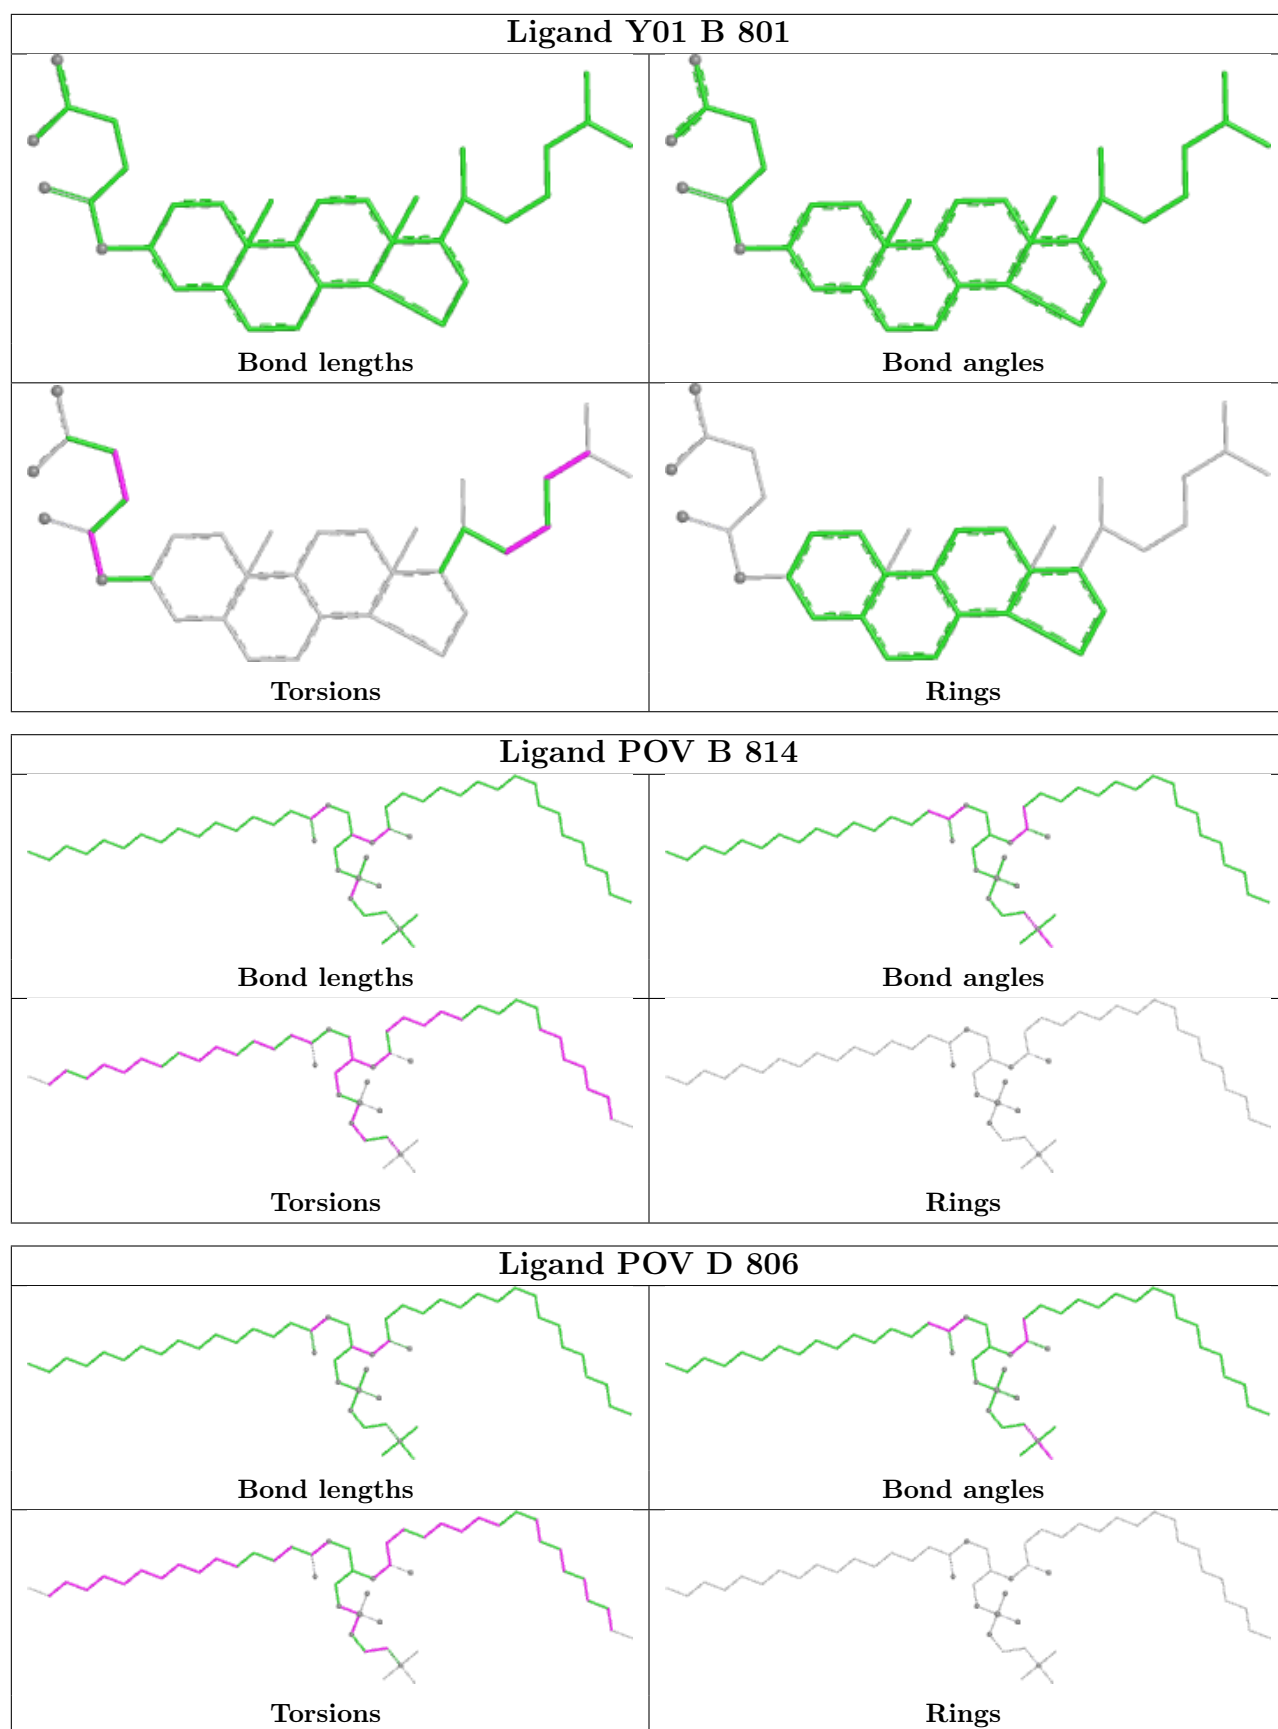 Ligand Y01 B 801
Bond lengths
Bond angles
Torsions
Rings
Ligand POV B 814
Bond lengths
Bond angles
Torsions
Rings
Ligand POV D 806
Bond lengths
Bond angles
Torsions
Rings